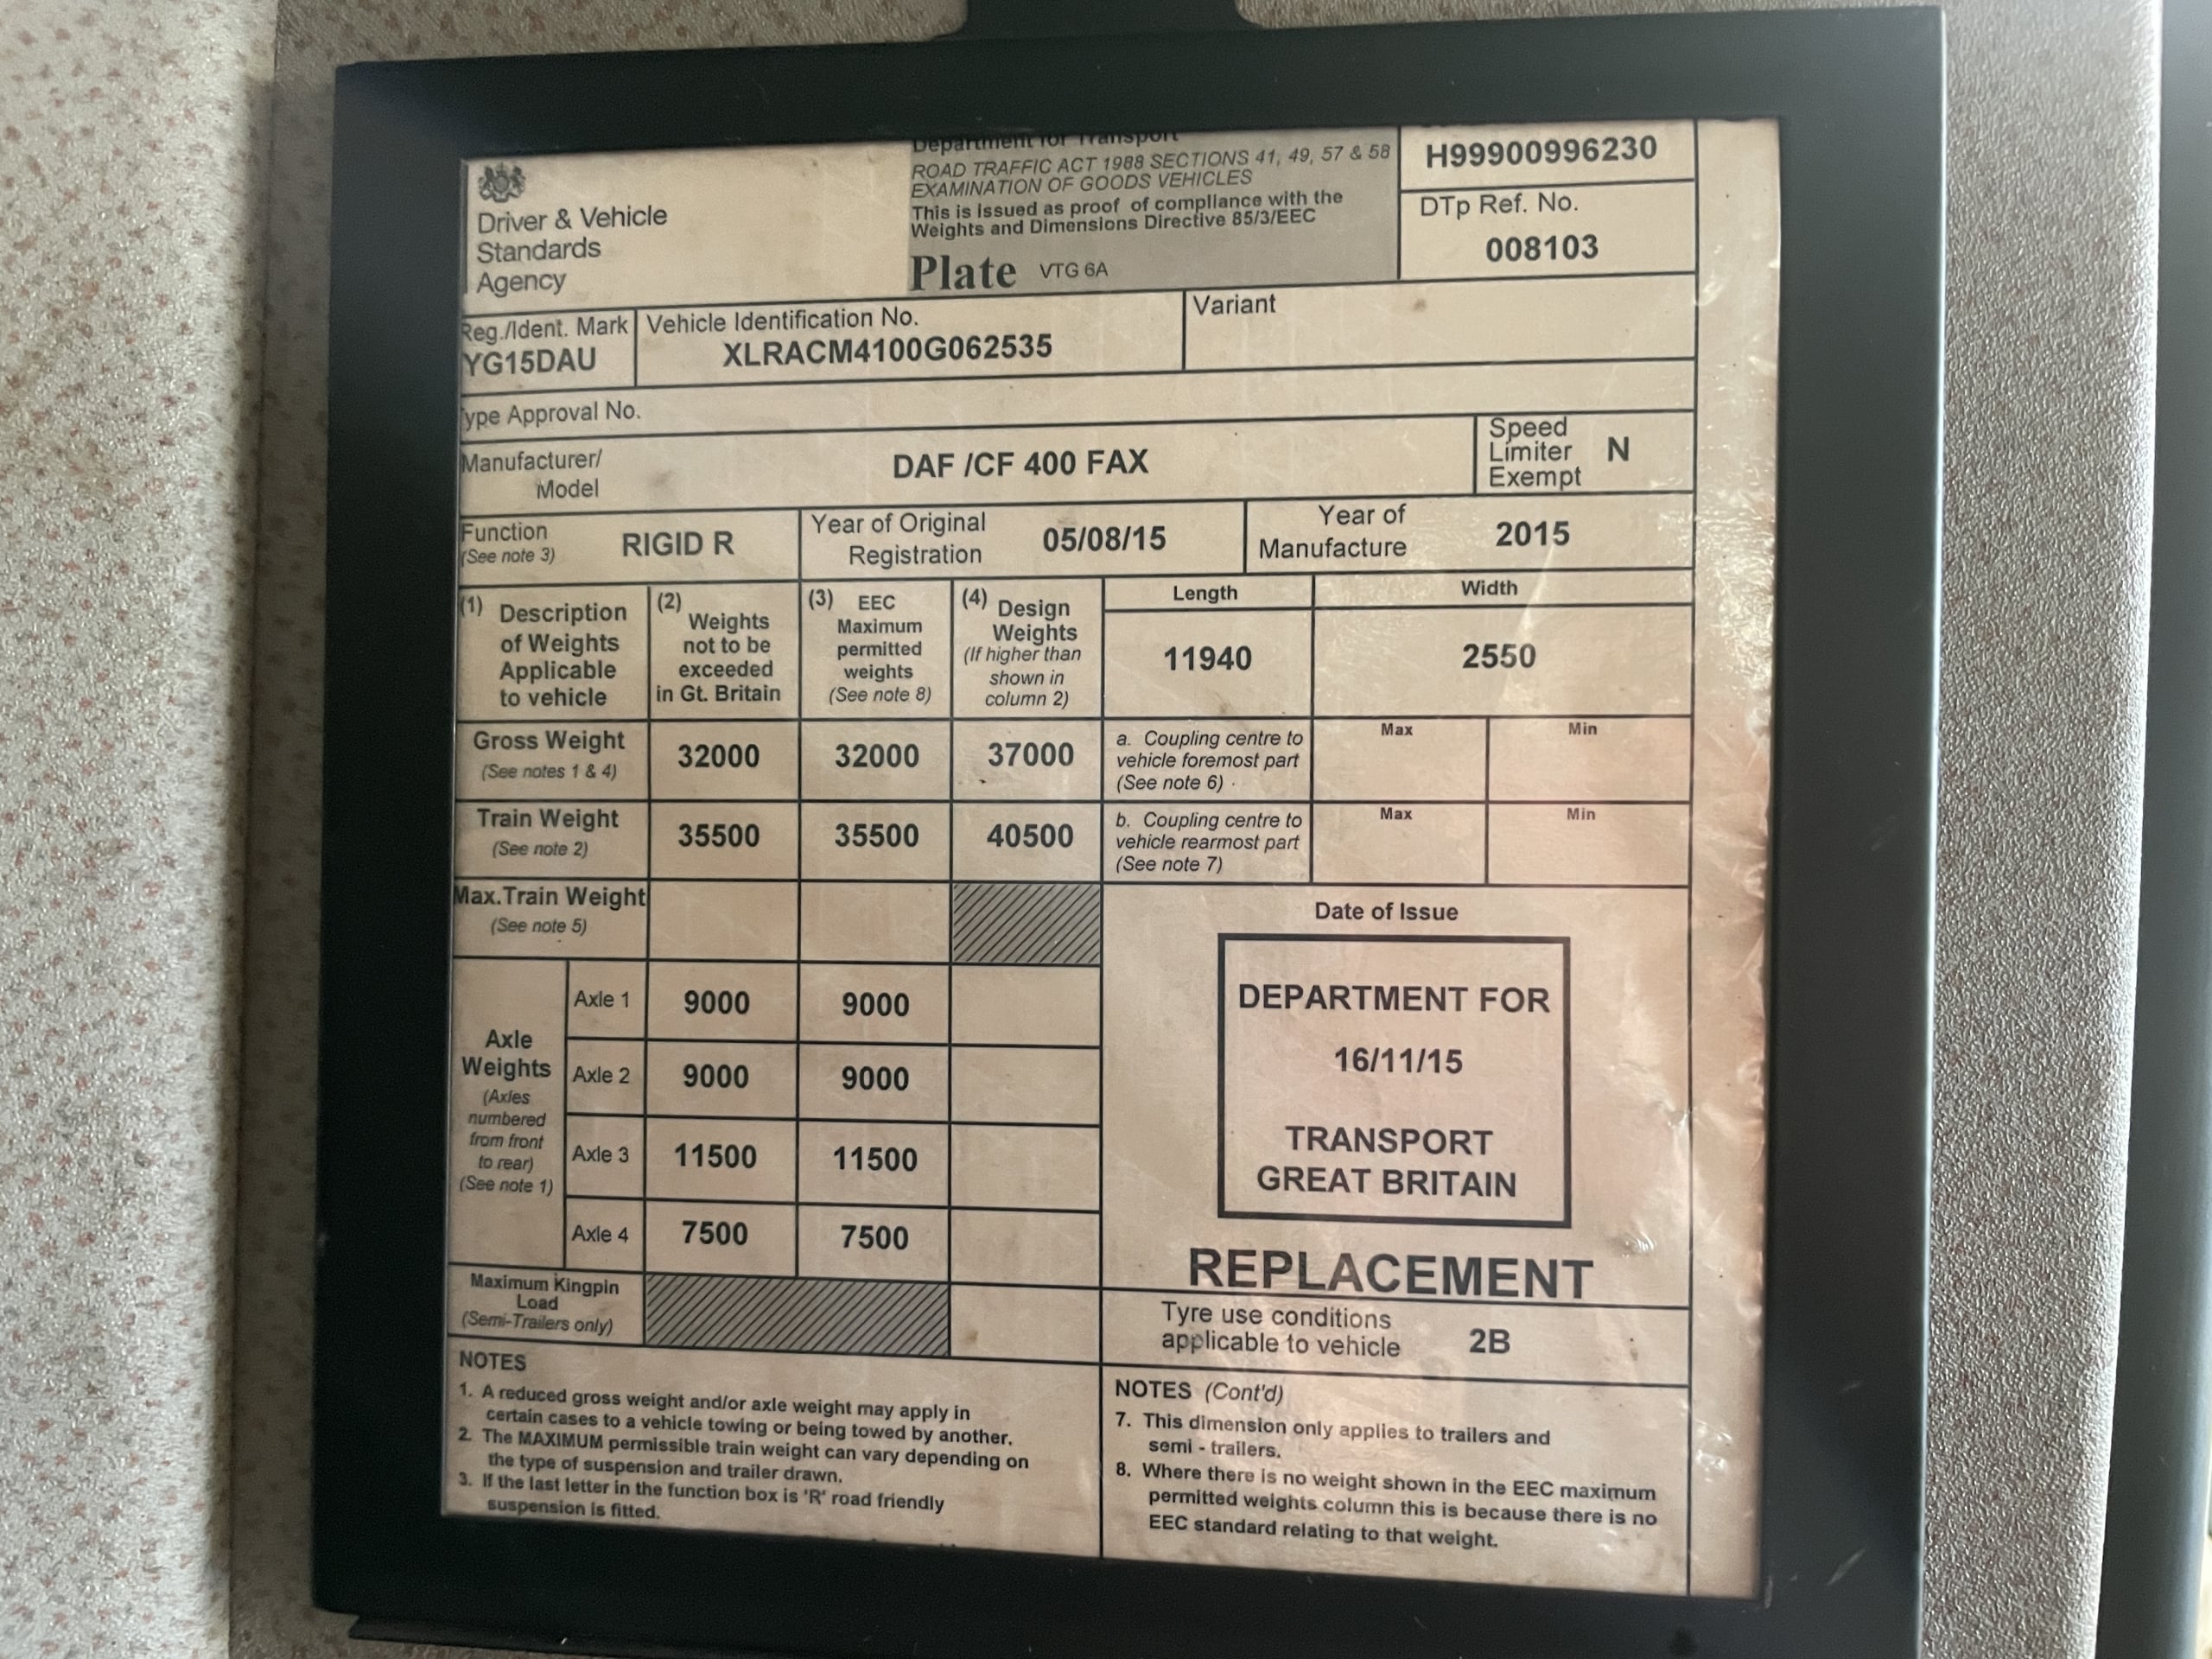 Department for Transport
ROAD TRAFFIC ACT 1988 SECTIONS 41, 49, 57 & 58
EXAMINATION OF GOODS VEHICLES
This is Issued as proof of compliance with the
Weights and Dimensions Directive 85/3/EEC
Plate VTG 6A
Driver & Vehicle
Standards
Agency
H99900996230
DTp Ref. No.
008103
Reg./Ident. Mark
YG15DAU
Vehicle Identification No.
XLRACM4100G062535
Variant
ype Approval No.
Manufacturer/
Model
DAF /CF 400 FAX
Speed
Limiter
Exempt
N
Function
(See note 3)
RIGID R
Year of Original
Registration
05/08/15
Year of
Manufacture
2015
(1) Description
of Weights
Applicable
to vehicle
(2) Weights
not to be
exceeded
in Gt. Britain
(3) EEC
Maximum
permitted
weights
(See note 8)
(4) Design
Weights
(If higher than
shown in
column 2)
Length
11940
Width
2550
Gross Weight
(See notes 1 & 4)
32000
32000
37000
a. Coupling centre to
vehicle foremost part
(See note 6)
Max
Min
Train Weight
(See note 2)
35500
35500
40500
b. Coupling centre to
vehicle rearmost part
(See note 7)
Max
Min
Max.Train Weight
(See note 5)
Axle
Weights
(Axles
numbered
from front
to rear)
(See note 1)
Axle 1 9000 9000
Axle 2 9000 9000
Axle 3 11500 11500
Axle 4 7500 7500
Maximum Kingpin
Load
(Semi-Trailers only)
Date of Issue
DEPARTMENT FOR
16/11/15
TRANSPORT
GREAT BRITAIN
REPLACEMENT
Tyre use conditions
applicable to vehicle
2B
NOTES
1. A reduced gross weight and/or axle weight may apply in
certain cases to a vehicle towing or being towed by another.
2. The MAXIMUM permissible train weight can vary depending on
the type of suspension and trailer drawn.
3. If the last letter in the function box is 'R' road friendly
suspension is fitted.
NOTES (Cont'd)
7. This dimension only applies to trailers and
semi - trailers.
8. Where there is no weight shown in the EEC maximum
permitted weights column this is because there is no
EEC standard relating to that weight.